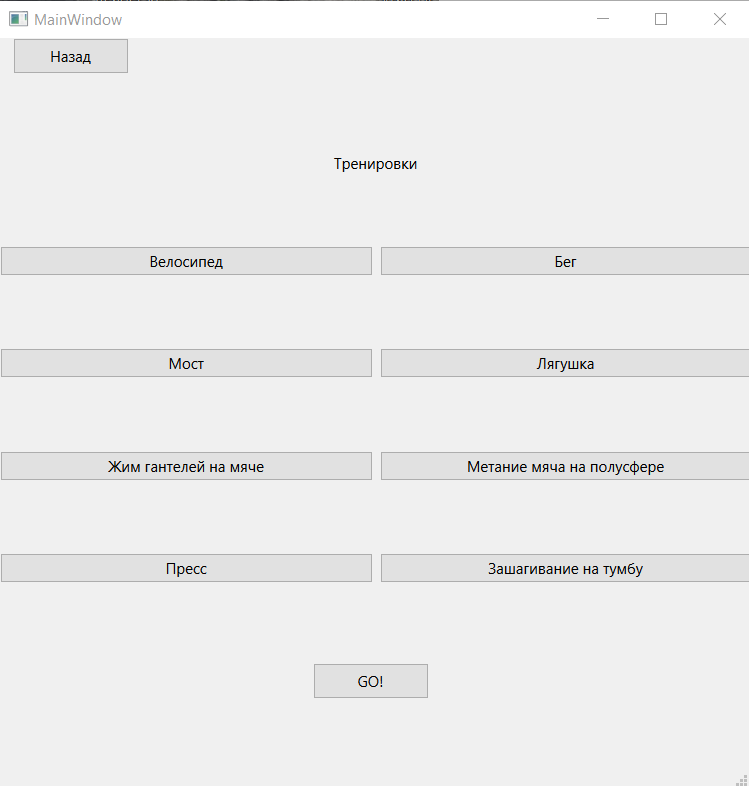 MainWindow
Назад
Тренировки
Велосипед
Бег
Мост
Лягушка
Жим гантелей на мяче
Метание мяча на полусфере
Пресс
Зашагивание на тумбу
GO!